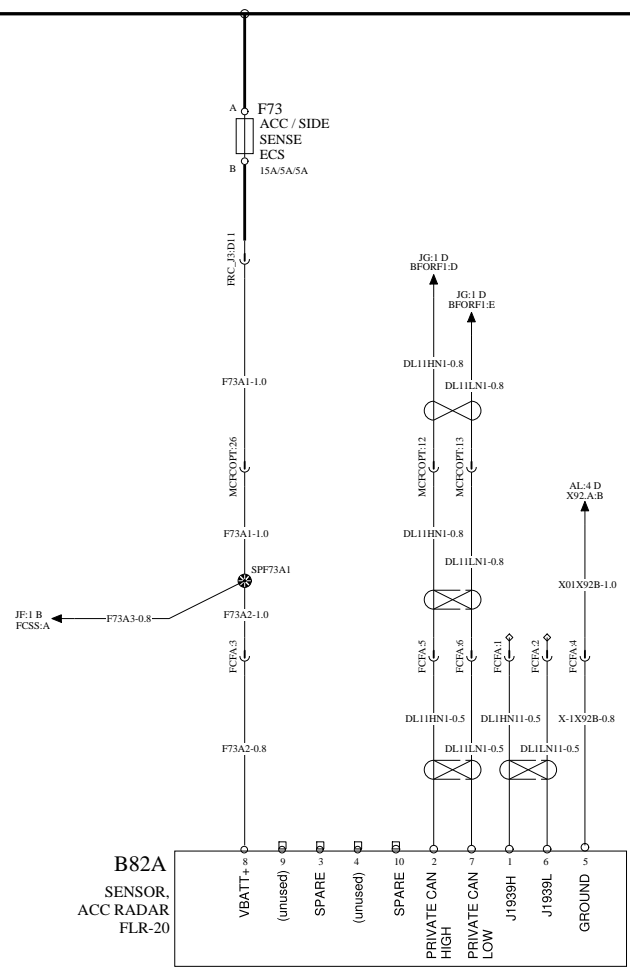 A
F73
ACC / SIDE
SENSE
ECS
B
15A/5A/5A
FRC_J3:D11
JG:1 D
BFORF1:D
JG:1 D
BFORF1:E
DL11HN1-0.8
F73A1-1.0
DL11LN1-0.8
MCFCOPT:26
MCFCOPT:12
MCFCOPT:13
AL:4 D
X92.A:B
F73A1-1.0
DL11HN1-0.8
DL11LN1-0.8
SPF73A1
X01X92B-1.0
JF:1 B
FCSS:A
F73A3-0.8
F73A2-1.0
FCFA:3
FCFA:5
FCFA:6
FCFA:1
FCFA:2
FCFA:4
DL11HN1-0.5
DL1HN11-0.5
X-1X92B-0.8
F73A2-0.8
DL11LN1-0.5
DL1LN11-0.5
B82A
SENSOR,
ACC RADAR
FLR-20
8
9
3
4
10
2
7
1
6
5
VBATT+
(unused)
SPARE
(unused)
SPARE
PRIVATE CAN
HIGH
PRIVATE CAN
LOW
J1939H
J1939L
GROUND